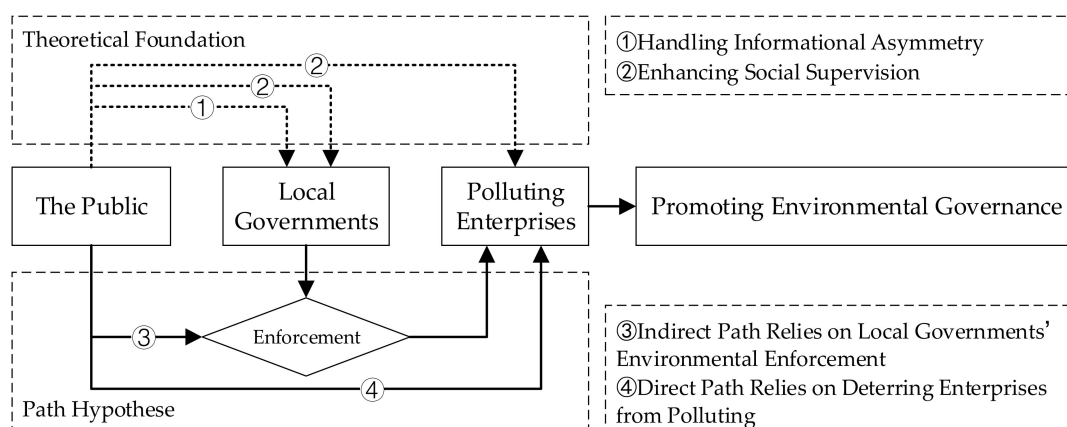 Theoretical Foundation
②
②
①
①Handling Informational Asymmetry
②Enhancing Social Supervision
The Public
Local
Governments
Polluting
Enterprises
Promoting Environmental Governance
Enforcement
③
④
Path Hypothese
③Indirect Path Relies on Local Governments’
Environmental Enforcement
④Direct Path Relies on Deterring Enterprises
from Polluting